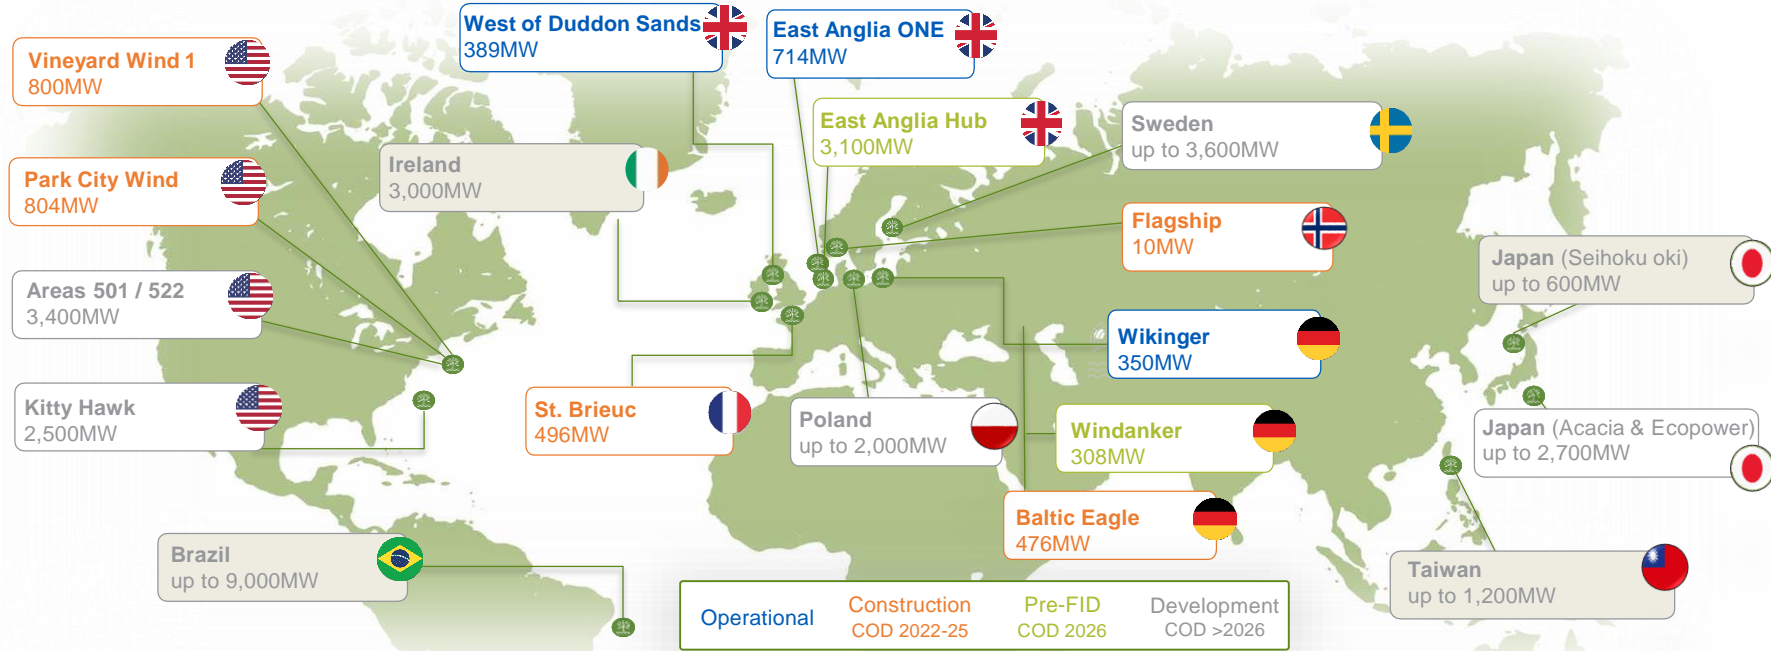 West of Duddon Sands
389MW
East Anglia ONE
714MW
Vineyard Wind 1
800MW
East Anglia Hub
3,100MW
Sweden
up to 3,600MW
Ireland
3,000MW
Park City Wind
804MW
Flagship
10MW
Japan (Seihoku oki)
up to 600MW
Areas 501 / 522
3,400MW
Wikinger
350MW
Kitty Hawk
2,500MW
St. Brieuc
496MW
Poland
up to 2,000MW
Windanker
308MW
Japan (Acacia & Ecopower)
up to 2,700MW
Baltic Eagle
476MW
Brazil
up to 9,000MW
Taiwan
up to 1,200MW
Operational
Construction
COD 2022-25
Pre-FID
COD 2026
Development
COD >2026